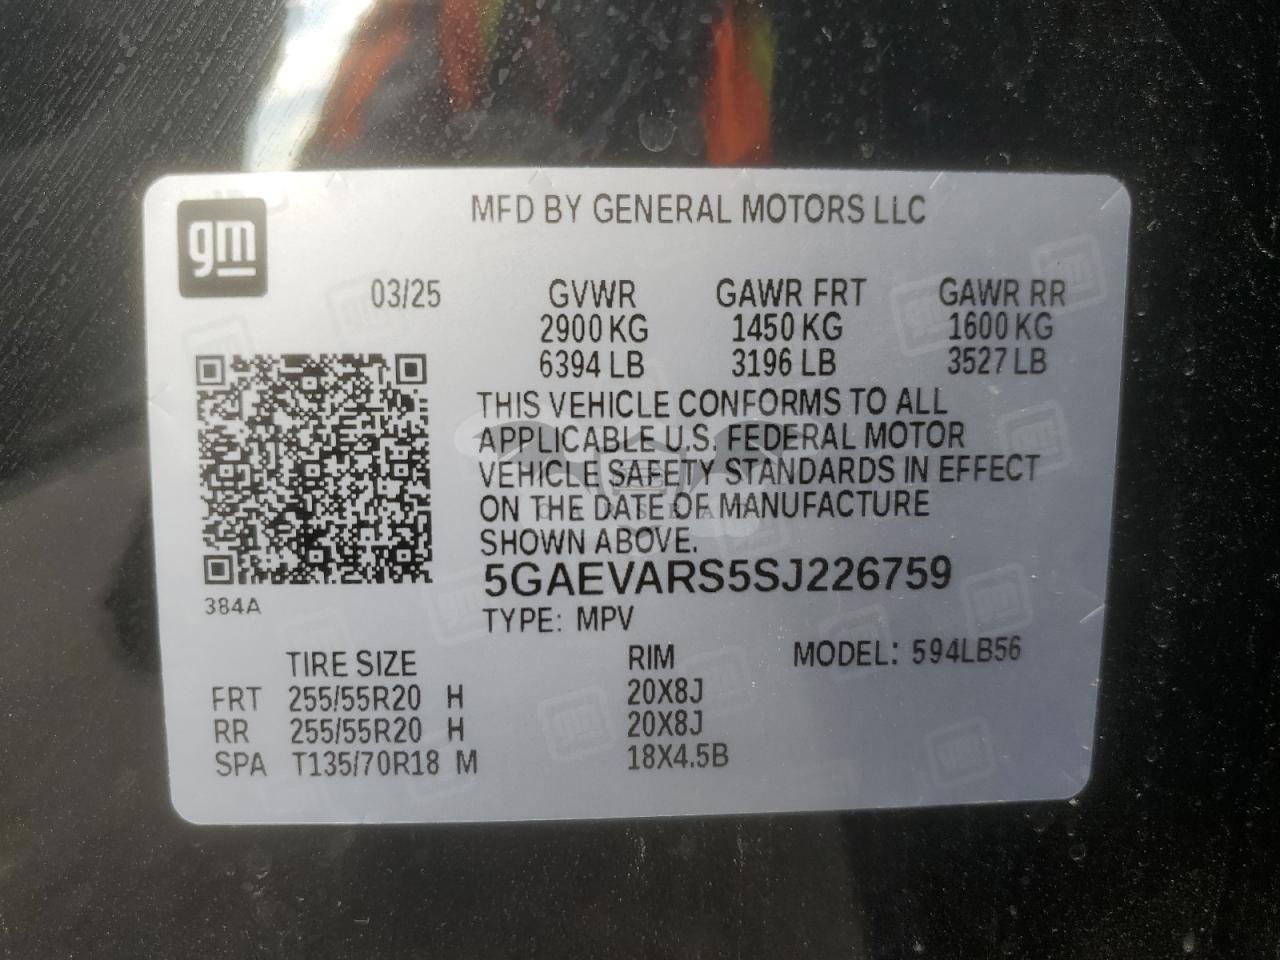 gm
MFD BY GENERAL MOTORS LLC
03/25 GVWR GAWR FRT GAWR RR
2900 KG 1450 KG 1600 KG
6394 LB 3196 LB 3527 LB
THIS VEHICLE CONFORMS TO ALL
APPLICABLE U.S. FEDERAL MOTOR
VEHICLE SAFETY STANDARDS IN EFFECT
ON THE DATE OF MANUFACTURE
SHOWN ABOVE.
5GAEVARS5SJ226759
384A
TYPE: MPV
TIRE SIZE RIM MODEL: 594LB56
FRT 255/55R20 H 20X8J
RR 255/55R20 H 20X8J
SPA T135/70R18 M 18X4.5B